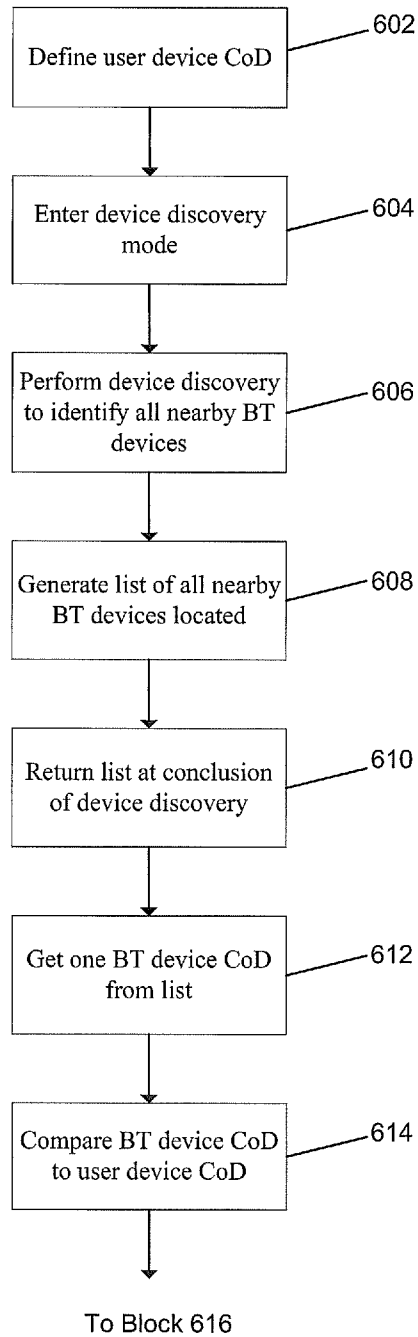 602
Define user device CoD
604
Enter device discovery
mode
606
Perform device discovery
to identify all nearby BT
devices
608
Generate list of all nearby
BT devices located
610
Return list at conclusion
of device discovery
612
Get one BT device CoD
from list
614
Compare BT device CoD
to user device CoD
To Block 616